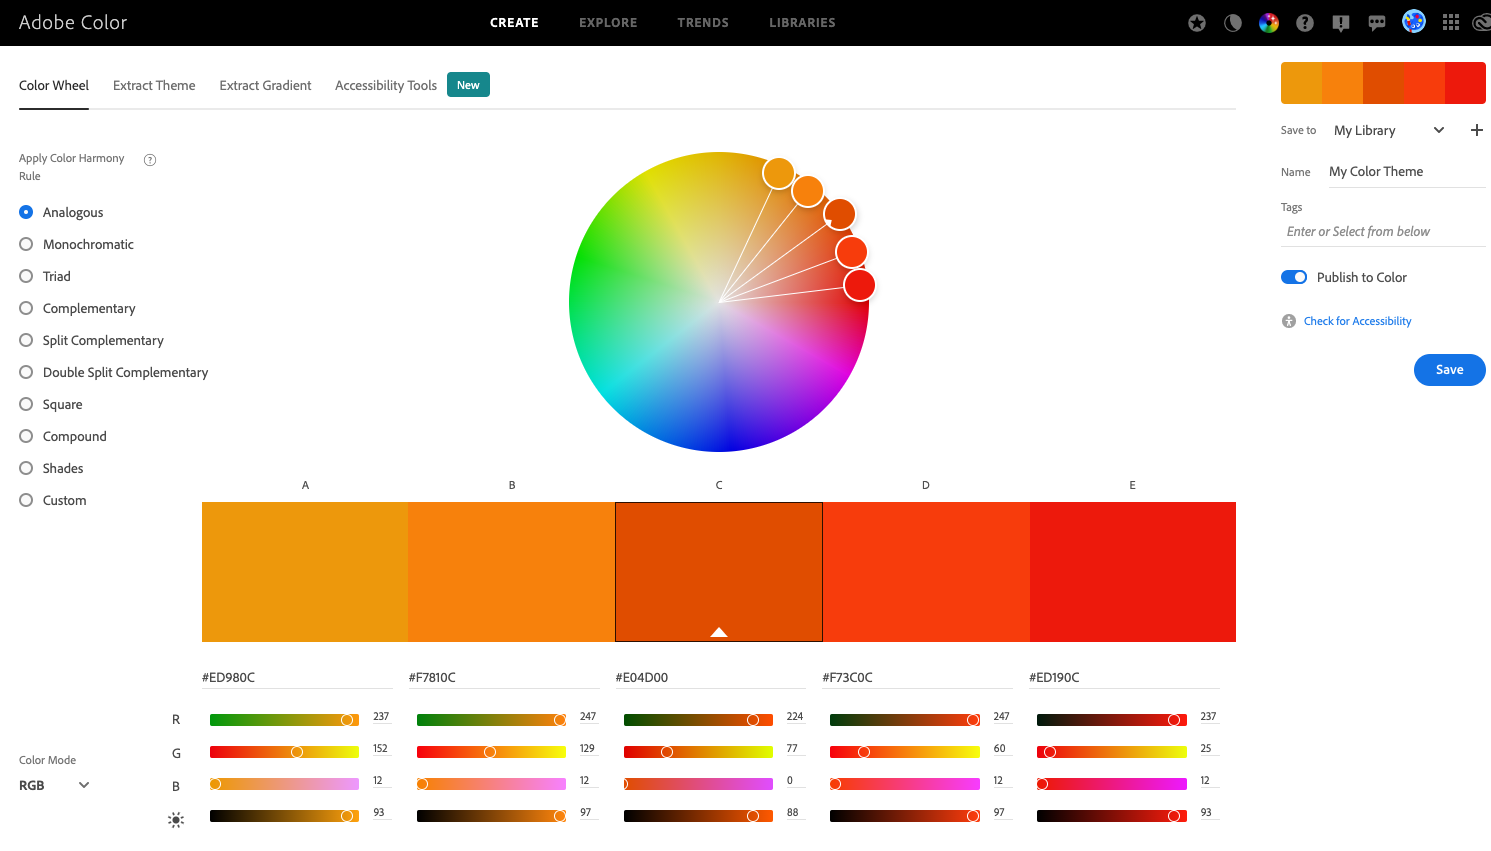 Adobe Color
CREATE EXPLORE TRENDS LIBRARIES
Color Wheel Extract Theme Extract Gradient Accessibility Tools New
Apply Color Harmony
Rule
?
Analogous
Monochromatic
Triad
Complementary
Split Complementary
Double Split Complementary
Square
Compound
Shades
Custom
Save to My Library
Name My Color Theme
Tags
Enter or Select from below
Publish to Color
Check for Accessibility
Save
A B C D E
#ED980C #F7810C #E04D00 #F73C0C #ED190C
R 237 247 224 247 237
G 152 129 77 60 25
B 12 12 0 12 12
93 97 88 97 93
Color Mode
RGB